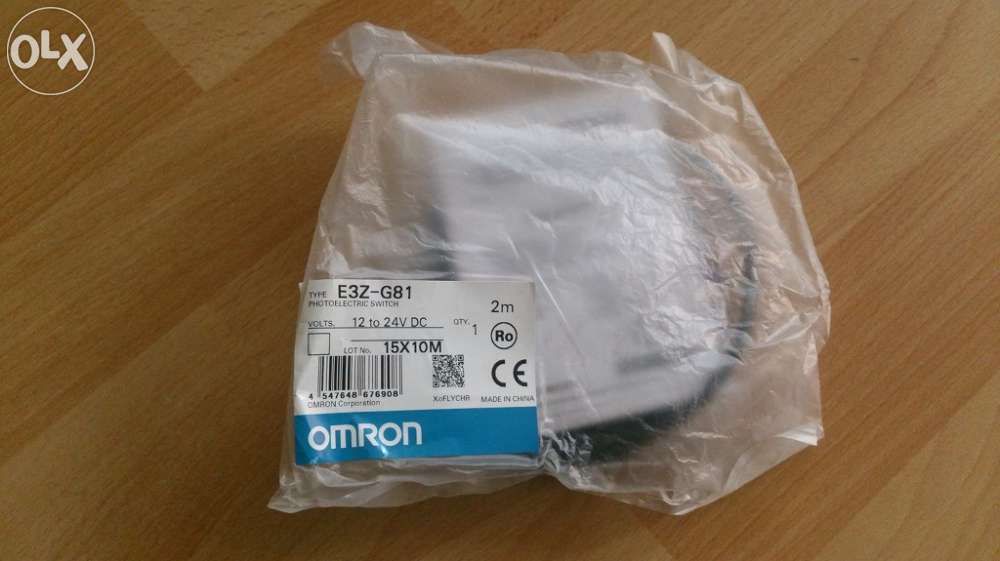 OLX
TYPE E3Z-G81
PHOTOELECTRIC SWITCH
2m
VOLTS. 12 to 24V DC QTY. 1
Ro
LOT No. 15X10M
CE
4 547648 676908
XoFLYCHR
OMRON Corporation
MADE IN CHINA
OMRON